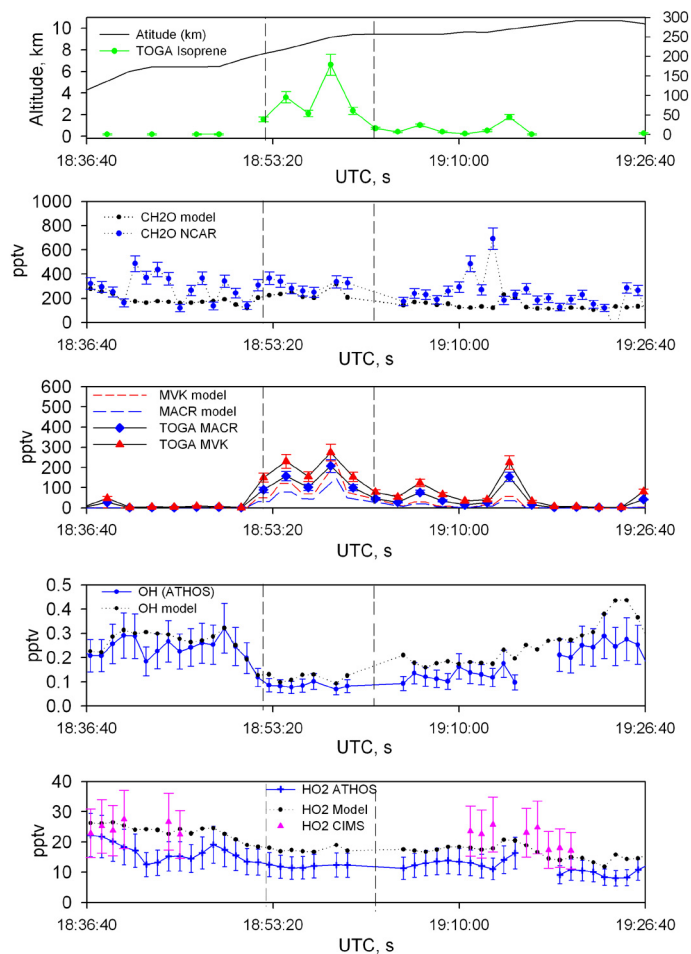 Atitude (km)
TOGA Isoprene
Altitude, km
10
8
6
4
2
0
300
250
200
150
100
50
0
18:36:40 18:53:20 19:10:00 19:26:40
UTC, s
CH2O model
CH2O NCAR
pptv
1000
800
600
400
200
0
18:36:40 18:53:20 19:10:00 19:26:40
UTC, s
MVK model
MACR model
TOGA MACR
TOGA MVK
pptv
600
500
400
300
200
100
0
18:36:40 18:53:20 19:10:00 19:26:40
UTC, s
OH (ATHOS)
OH model
pptv
0.5
0.4
0.3
0.2
0.1
0.0
18:36:40 18:53:20 19:10:00 19:26:40
UTC, s
HO2 ATHOS
HO2 Model
HO2 CIMS
pptv
40
30
20
10
0
18:36:40 18:53:20 19:10:00 19:26:40
UTC, s